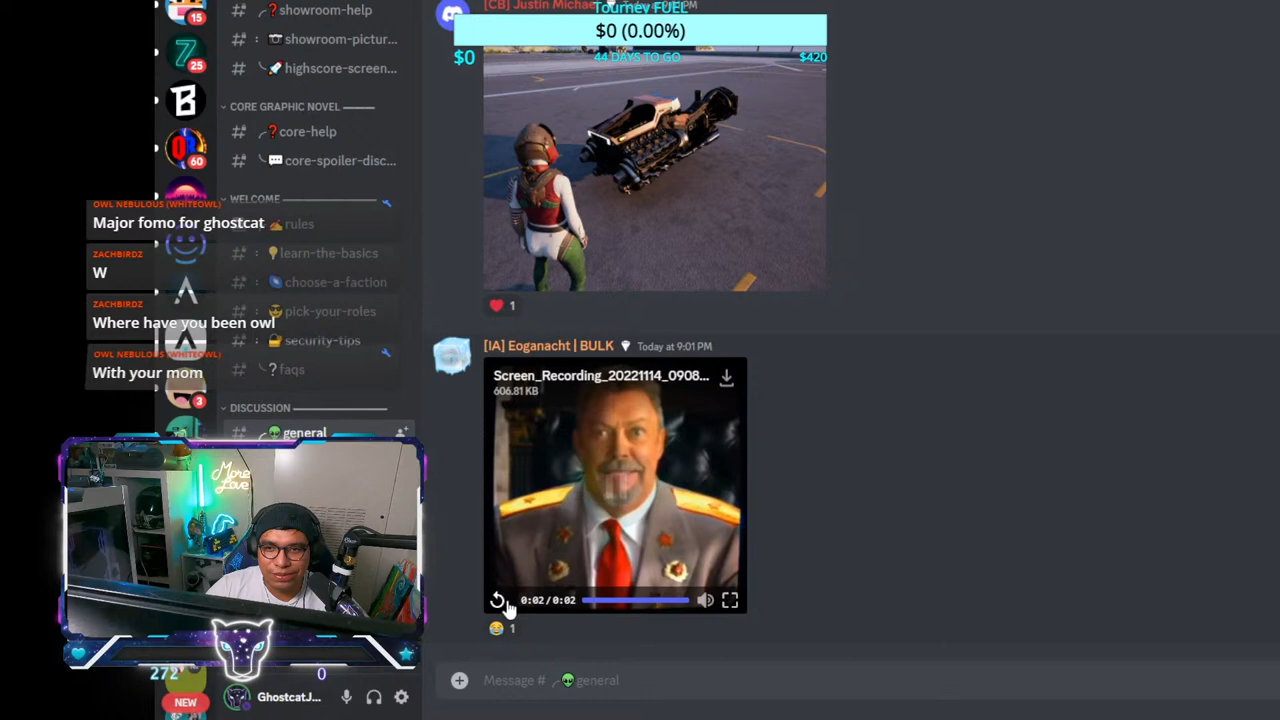 [CB] Justin Michae
Tourney FUEL
$0 (0.00%)
$0
44 DAYS TO GO
$420
15
25
60
3
showroom-help
showroom-pictur...
highscore-screen...
CORE GRAPHIC NOVEL
core-help
core-spoiler-disc...
WELCOME
rules
learn-the-basics
choose-a-faction
pick-your-roles
security-tips
faqs
DISCUSSION
general
OWL NEBULOUS (WHITEOWL)
Major fomo for ghostcat
ZACHBIRDZ
W
ZACHBIRDZ
Where have you been owl
OWL NEBULOUS (WHITEOWL)
With your mom
1
[IA] Eoganacht | BULK
Today at 9:01 PM
Screen_Recording_20221114_0908...
606.81 KB
0:02/0:02
1
More
Love
272
0
NEW
GhostcatJ...
Message # general